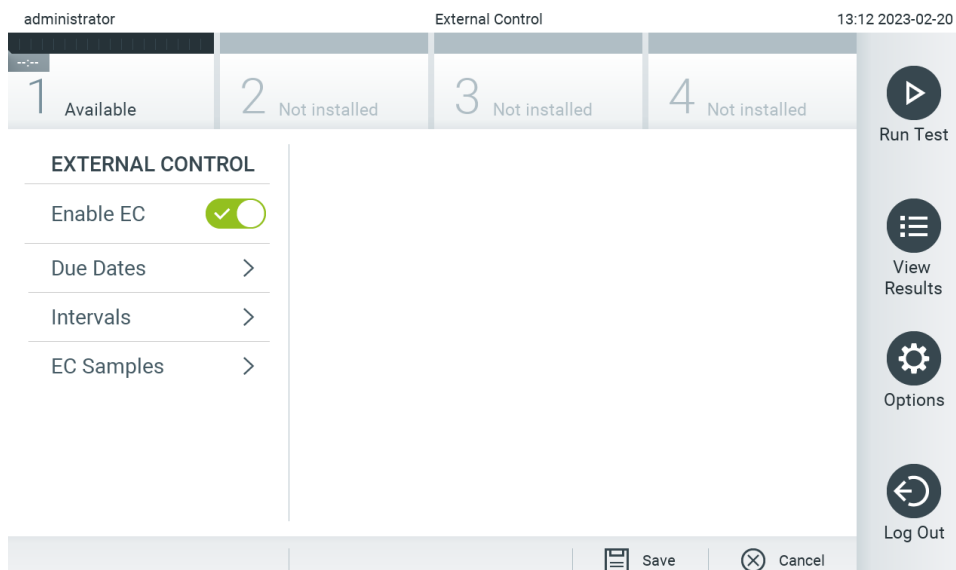 administrator External Control 13:12 2023-02-20
--:--
1 Available 2 Not installed 3 Not installed 4 Not installed
Run Test
EXTERNAL CONTROL
Enable EC
Due Dates
Intervals
EC Samples
View
Results
Options
Log Out
Save Cancel